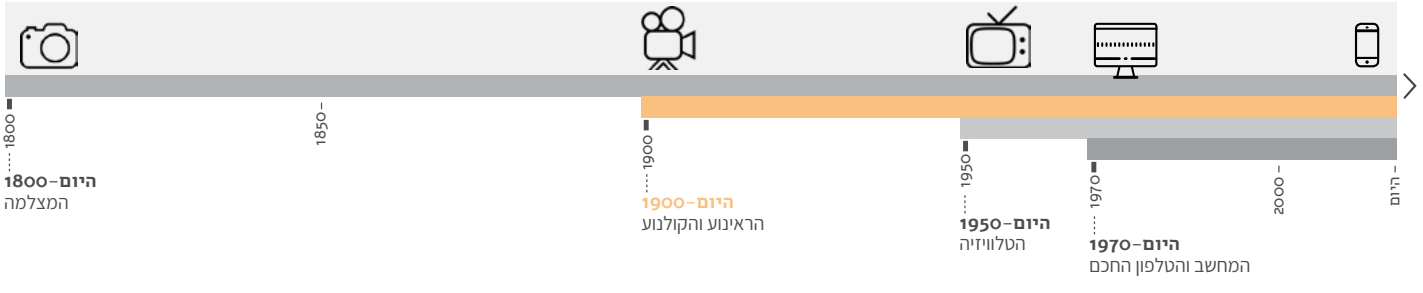 1800
1850
1900
1950
1970
2000
היום
1800-היום
המצלמה
1900-היום
הראינוע והקולנוע
1950-היום
הטלוויזיה
1970-היום
המחשב והטלפון החכם